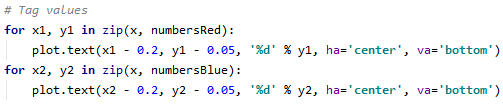 # Tag values
for x1, y1 in zip(x, numbersRed):
    plot.text(x1 - 0.2, y1 - 0.05, '%d' % y1, ha='center', va='bottom')
for x2, y2 in zip(x, numbersBlue):
    plot.text(x2 - 0.2, y2 - 0.05, '%d' % y2, ha='center', va='bottom')